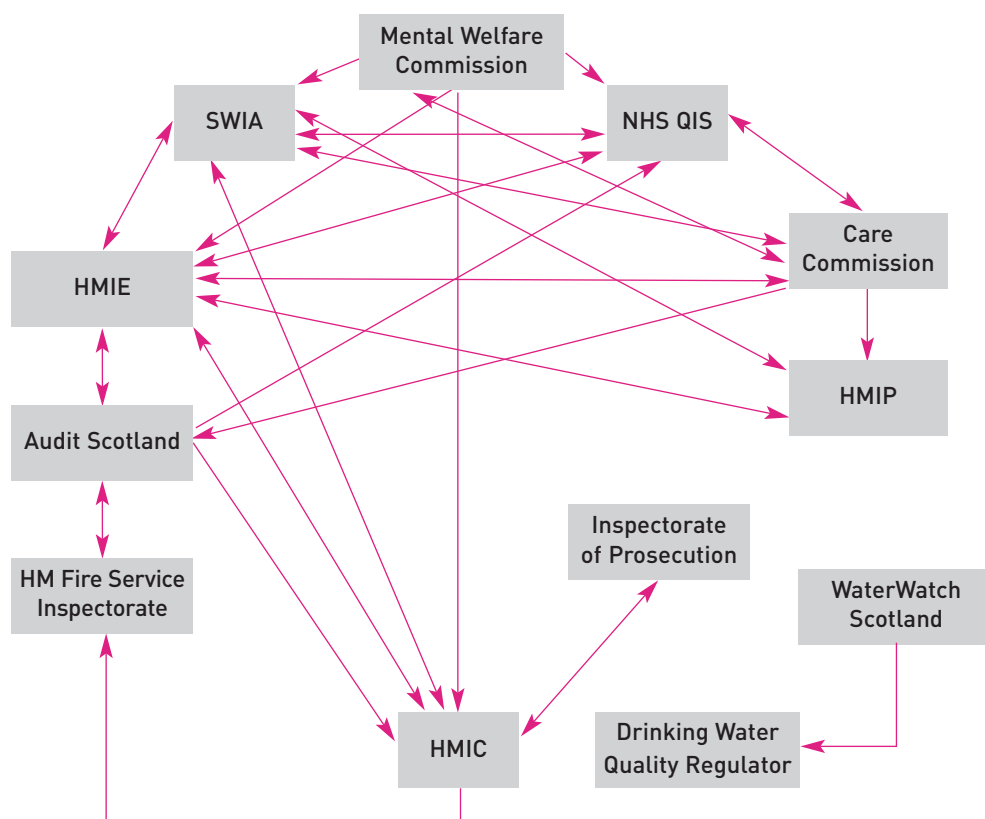 Mental Welfare
Commission
SWIA
NHS QIS
Care
Commission
HMIE
HMIP
Audit Scotland
Inspectorate
of Prosecution
HM Fire Service
Inspectorate
WaterWatch
Scotland
HMIC
Drinking Water
Quality Regulator